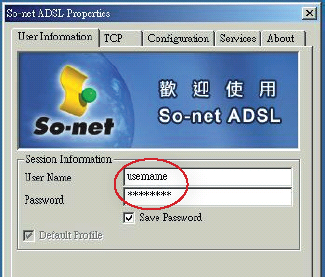 So-net ADSL Properties
User Information TCP Configuration Services About
歡迎使用
So-net
So-net ADSL
Session Information
User Name username
Password ********
Save Password
Default Profile